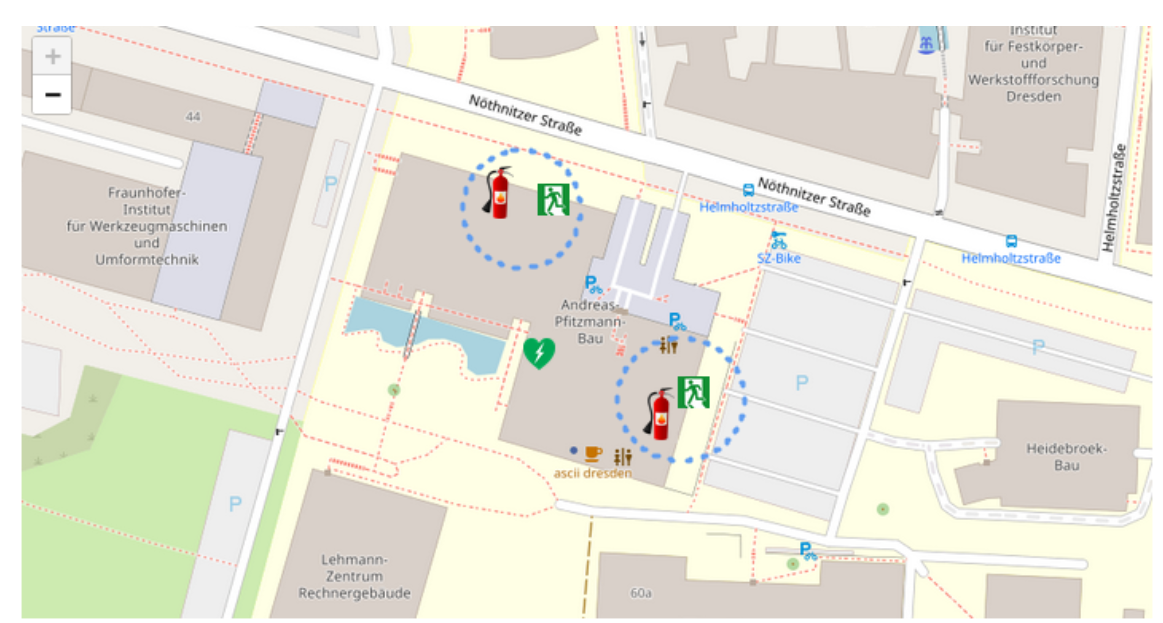 Straße
+
−
44
Nöthnitzer Straße
Institut
für Festkörper-
und
Werkstoffforschung
Dresden
Fraunhofer-
Institut
für Werkzeugmaschinen
und
Umformtechnik
P
Helmholtzstraße
Nöthnitzer Straße
Helmholtzstraße
SZ-Bike
Helmholtzstraße
P
Andreas-
Pfitzmann-
Bau
P
P
P
ascii dresden
Heidebroek-
Bau
P
Lehmann-
Zentrum
Rechnergebäude
P
60a